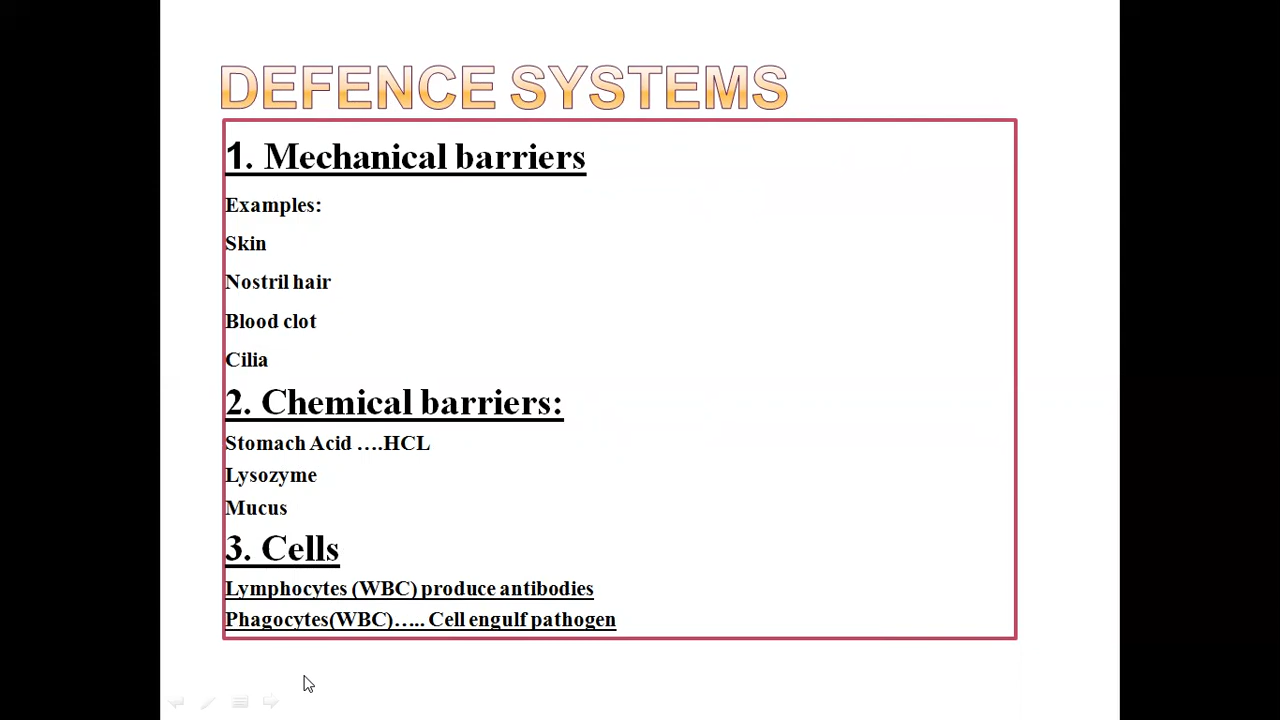 DEFENCE SYSTEMS
1. Mechanical barriers
Examples:
Skin
Nostril hair
Blood clot
Cilia
2. Chemical barriers:
Stomach Acid ….HCL
Lysozyme
Mucus
3. Cells
Lymphocytes (WBC) produce antibodies
Phagocytes(WBC)….. Cell engulf pathogen